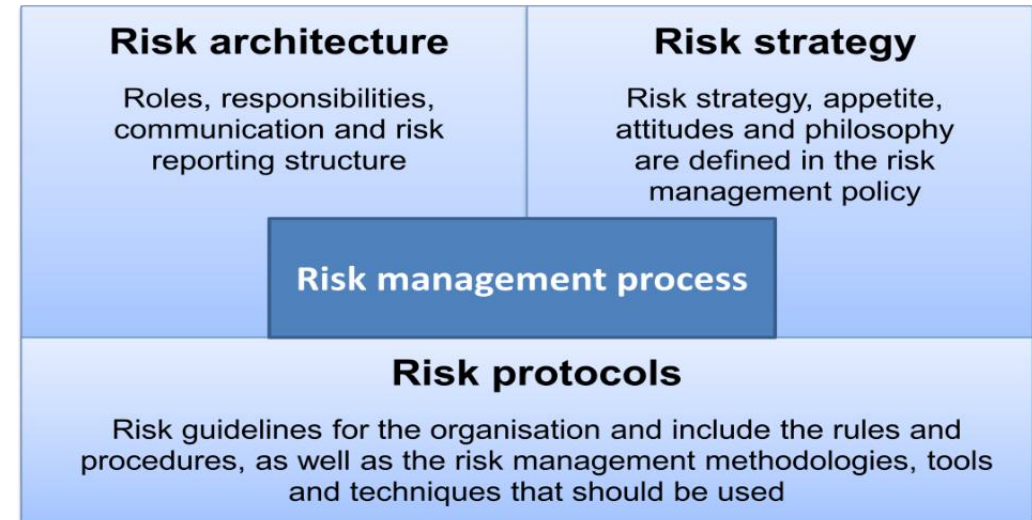 Risk architecture
Roles, responsibilities,
communication and risk
reporting structure
Risk strategy
Risk strategy, appetite,
attitudes and philosophy
are defined in the risk
management policy
Risk management process
Risk protocols
Risk guidelines for the organisation and include the rules and
procedures, as well as the risk management methodologies, tools
and techniques that should be used